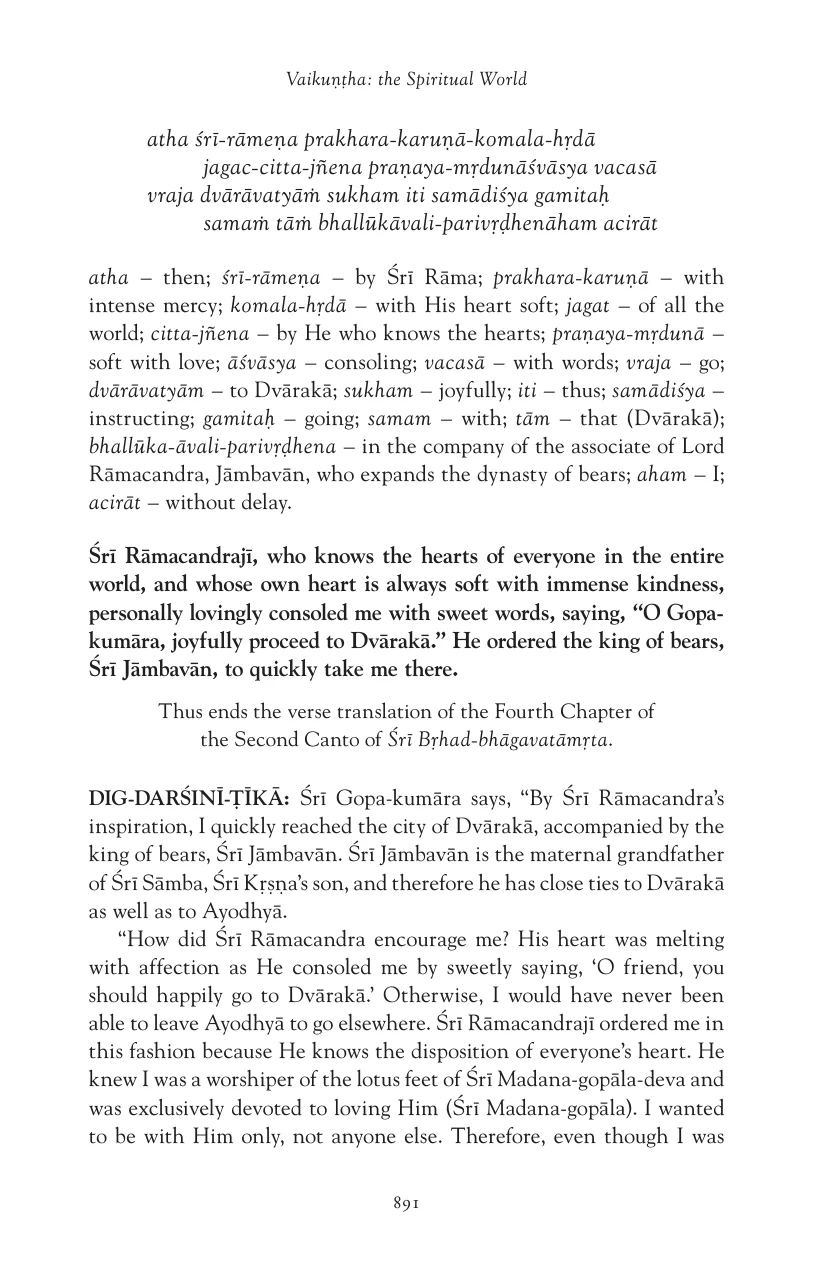 Vaikuṇṭha: the Spiritual World
atha śrī-rāmeṇa prakhara-karuṇā-komala-hṛdā
jagac-citta-jñena praṇaya-mṛdunāśvāsya vacasā
vraja dvārāvatyāṁ sukham iti samādiśya gamitaḥ
samaṁ tāṁ bhallūkāvali-parivṛḍhenāham acirāt
atha – then; śrī-rāmeṇa – by Śrī Rāma; prakhara-karuṇā – with
intense mercy; komala-hṛdā – with His heart soft; jagat – of all the
world; citta-jñena – by He who knows the hearts; praṇaya-mṛdunā –
soft with love; āśvāsya – consoling; vacasā – with words; vraja – go;
dvārāvatyām – to Dvārakā; sukham – joyfully; iti – thus; samādiśya –
instructing; gamitaḥ – going; samam – with; tām – that (Dvārakā);
bhallūka-āvali-parivṛḍhena – in the company of the associate of Lord
Rāmacandra, Jāmbavān, who expands the dynasty of bears; aham – I;
acirāt – without delay.
Śrī Rāmacandrajī, who knows the hearts of everyone in the entire
world, and whose own heart is always soft with immense kindness,
personally lovingly consoled me with sweet words, saying, “O Gopa-
kumāra, joyfully proceed to Dvārakā.” He ordered the king of bears,
Śrī Jāmbavān, to quickly take me there.
Thus ends the verse translation of the Fourth Chapter of
the Second Canto of Śrī Bṛhad-bhāgavatāmṛta.
DIG-DARŚINĪ-ṬĪKĀ: Śrī Gopa-kumāra says, “By Śrī Rāmacandra’s
inspiration, I quickly reached the city of Dvārakā, accompanied by the
king of bears, Śrī Jāmbavān. Śrī Jāmbavān is the maternal grandfather
of Śrī Sāmba, Śrī Kṛṣṇa’s son, and therefore he has close ties to Dvārakā
as well as to Ayodhyā.
“How did Śrī Rāmacandra encourage me? His heart was melting
with affection as He consoled me by sweetly saying, ‘O friend, you
should happily go to Dvārakā.’ Otherwise, I would have never been
able to leave Ayodhyā to go elsewhere. Śrī Rāmacandrajī ordered me in
this fashion because He knows the disposition of everyone’s heart. He
knew I was a worshiper of the lotus feet of Śrī Madana-gopāla-deva and
was exclusively devoted to loving Him (Śrī Madana-gopāla). I wanted
to be with Him only, not anyone else. Therefore, even though I was
891